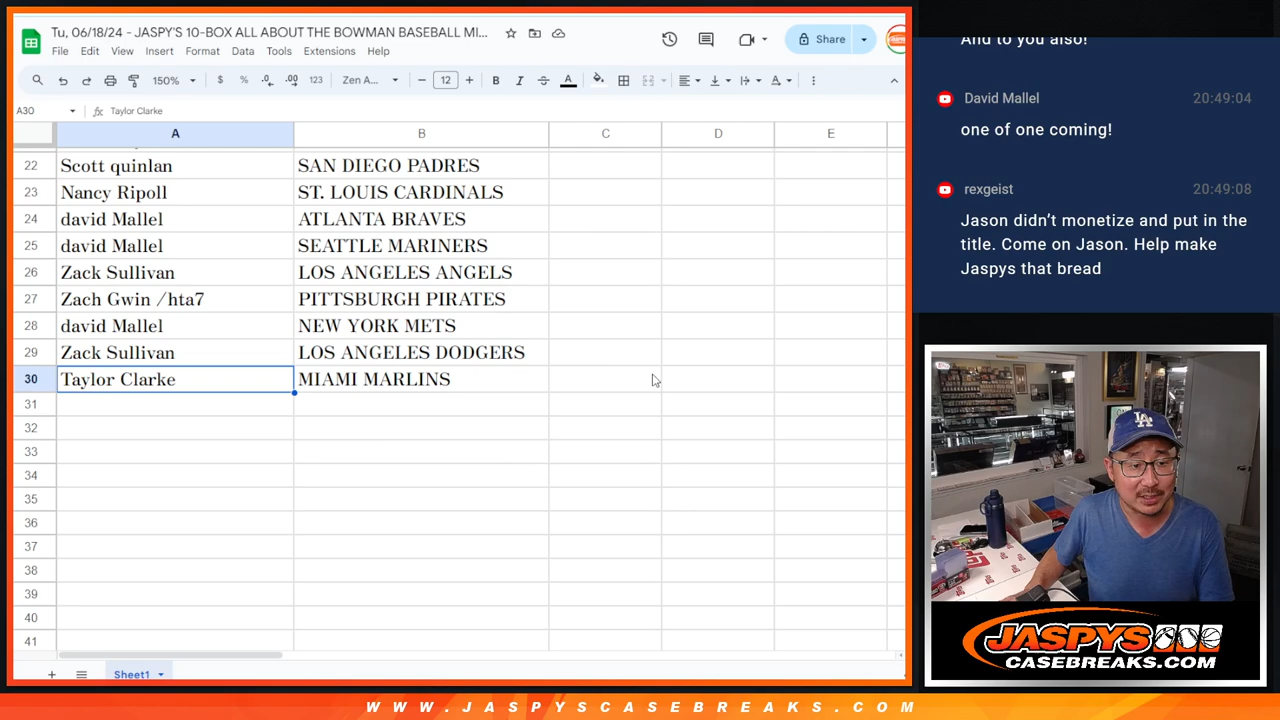 Tu, 06/18/24 - JASPY'S 10-BOX ALL ABOUT THE BOWMAN BASEBALL MI...
File Edit View Insert Format Data Tools Extensions Help
Share
150% $ % .0 .00 123 Zen A... 12 B I A
A30 Taylor Clarke
A B C D E
22 Scott quinlan SAN DIEGO PADRES
23 Nancy Ripoll ST. LOUIS CARDINALS
24 david Mallel ATLANTA BRAVES
25 david Mallel SEATTLE MARINERS
26 Zack Sullivan LOS ANGELES ANGELS
27 Zach Gwin /hta7 PITTSBURGH PIRATES
28 david Mallel NEW YORK METS
29 Zack Sullivan LOS ANGELES DODGERS
30 Taylor Clarke MIAMI MARLINS
31
32
33
34
35
36
37
38
39
40
41
Sheet1
And to you also!
David Mallel 20:49:04
one of one coming!
rexgeist 20:49:08
Jason didn't monetize and put in the
title. Come on Jason. Help make
Jaspys that bread
LA
JASPYS
CASEBREAKS.COM
WWW.JASPYSCASEBREAKS.COM